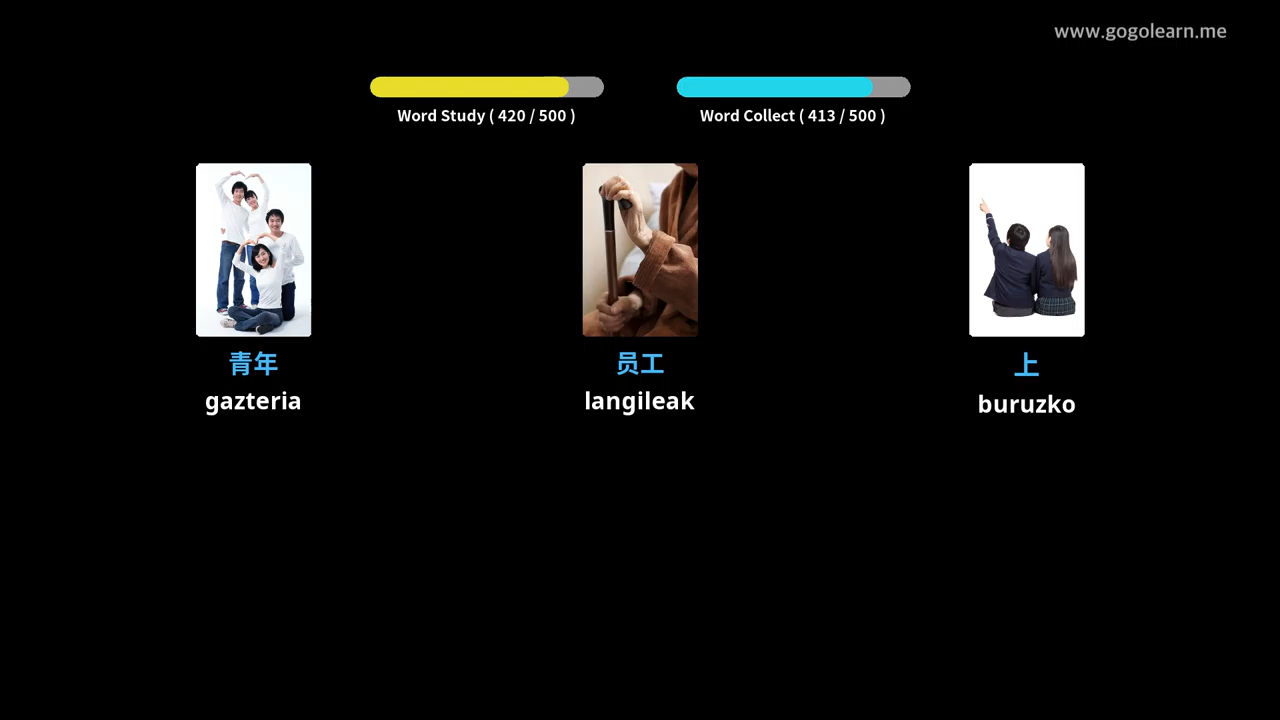 www.gogolearn.me
Word Study ( 420 / 500 )
Word Collect ( 413 / 500 )
青年
员工
上
gazteria
langileak
buruzko